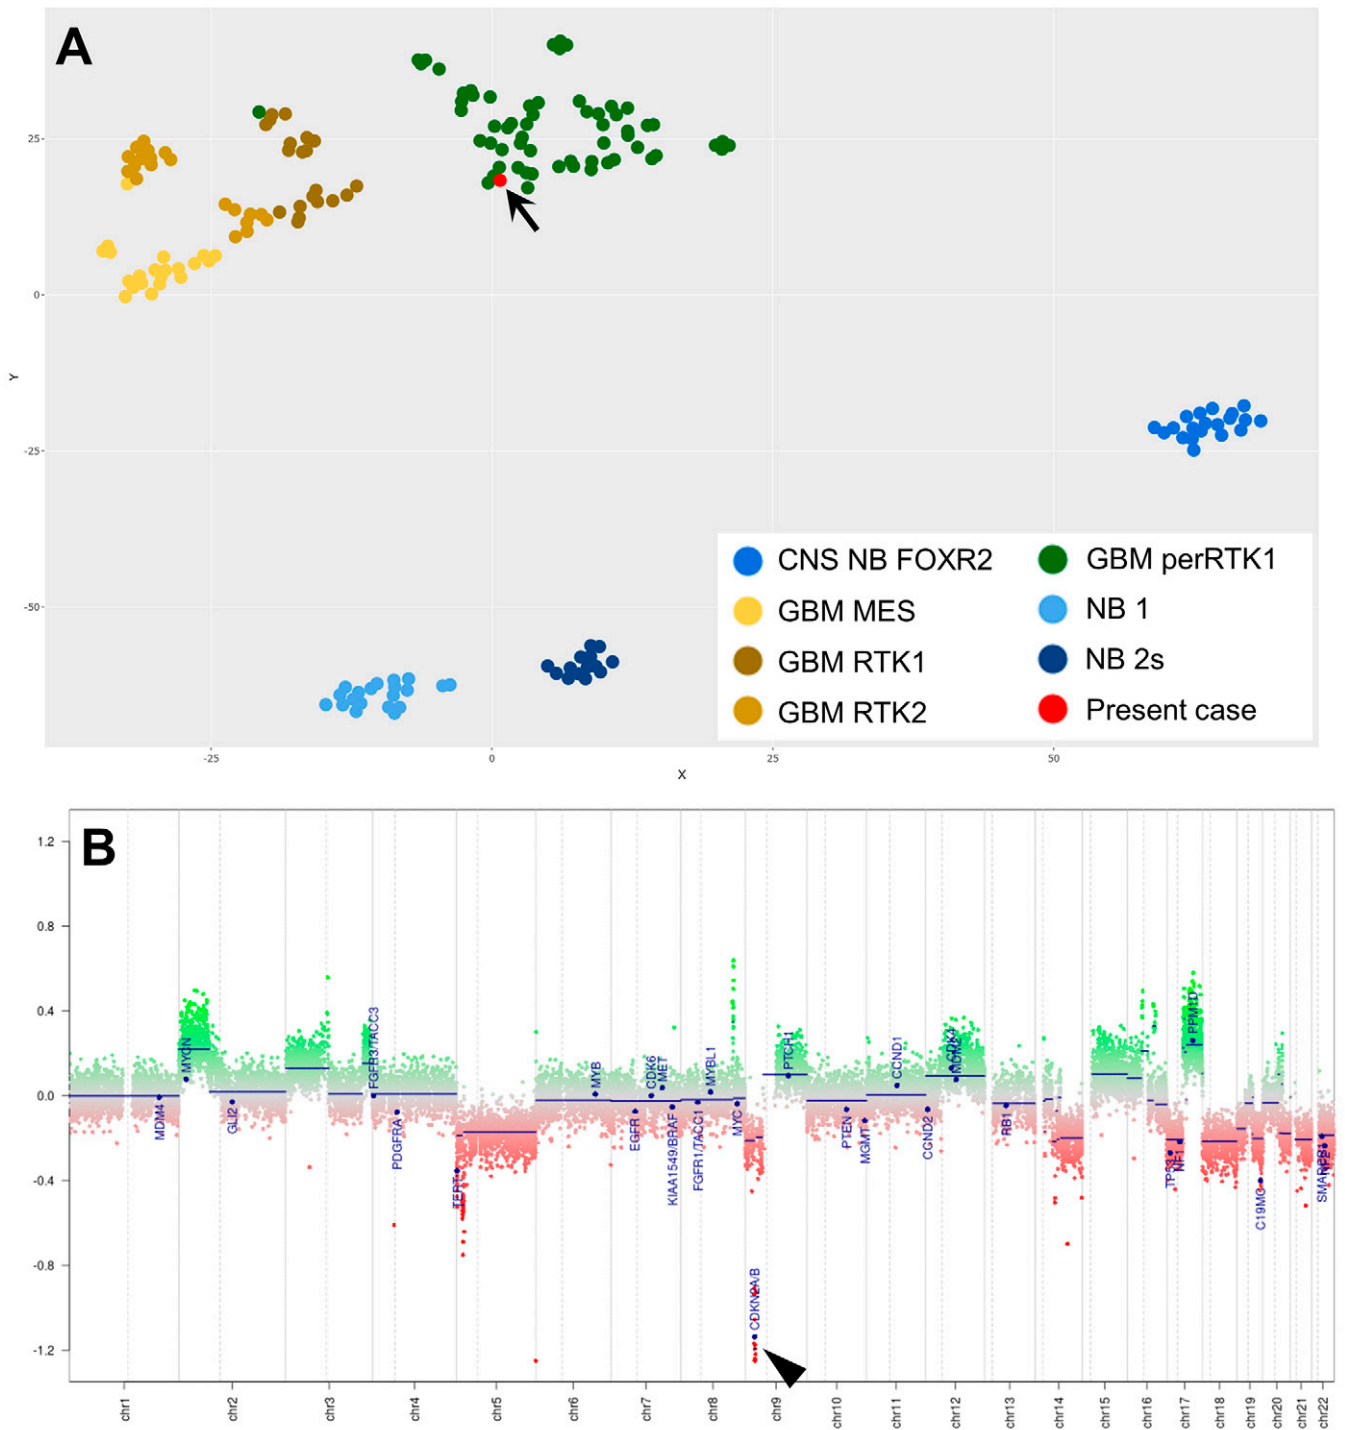 A
25
0
-25
-50
Y
-25
0
25
50
X
CNS NB FOXR2
GBM perRTK1
GBM MES
NB 1
GBM RTK1
NB 2s
GBM RTK2
Present case
B
1.2
0.8
0.4
0.0
-0.4
-0.8
-1.2
MDM4
MYCN
GLI2
FGFR3/TACC3
PDGFRA
TERT
MYB
EGFR
CDK6
MET
KIAA1549/BRAF
FGFR1/TACC1
MYBL1
MYC
CDKN2A/B
PTCH1
PTEN
MGMT
CCND1
CCND2
CDK4
MDM2
RB1
TP53
NF1
PPM1D
C19MC
SMARCB1
chr1
chr2
chr3
chr4
chr5
chr6
chr7
chr8
chr9
chr10
chr11
chr12
chr13
chr14
chr15
chr16
chr17
chr18
chr19
chr20
chr21
chr22